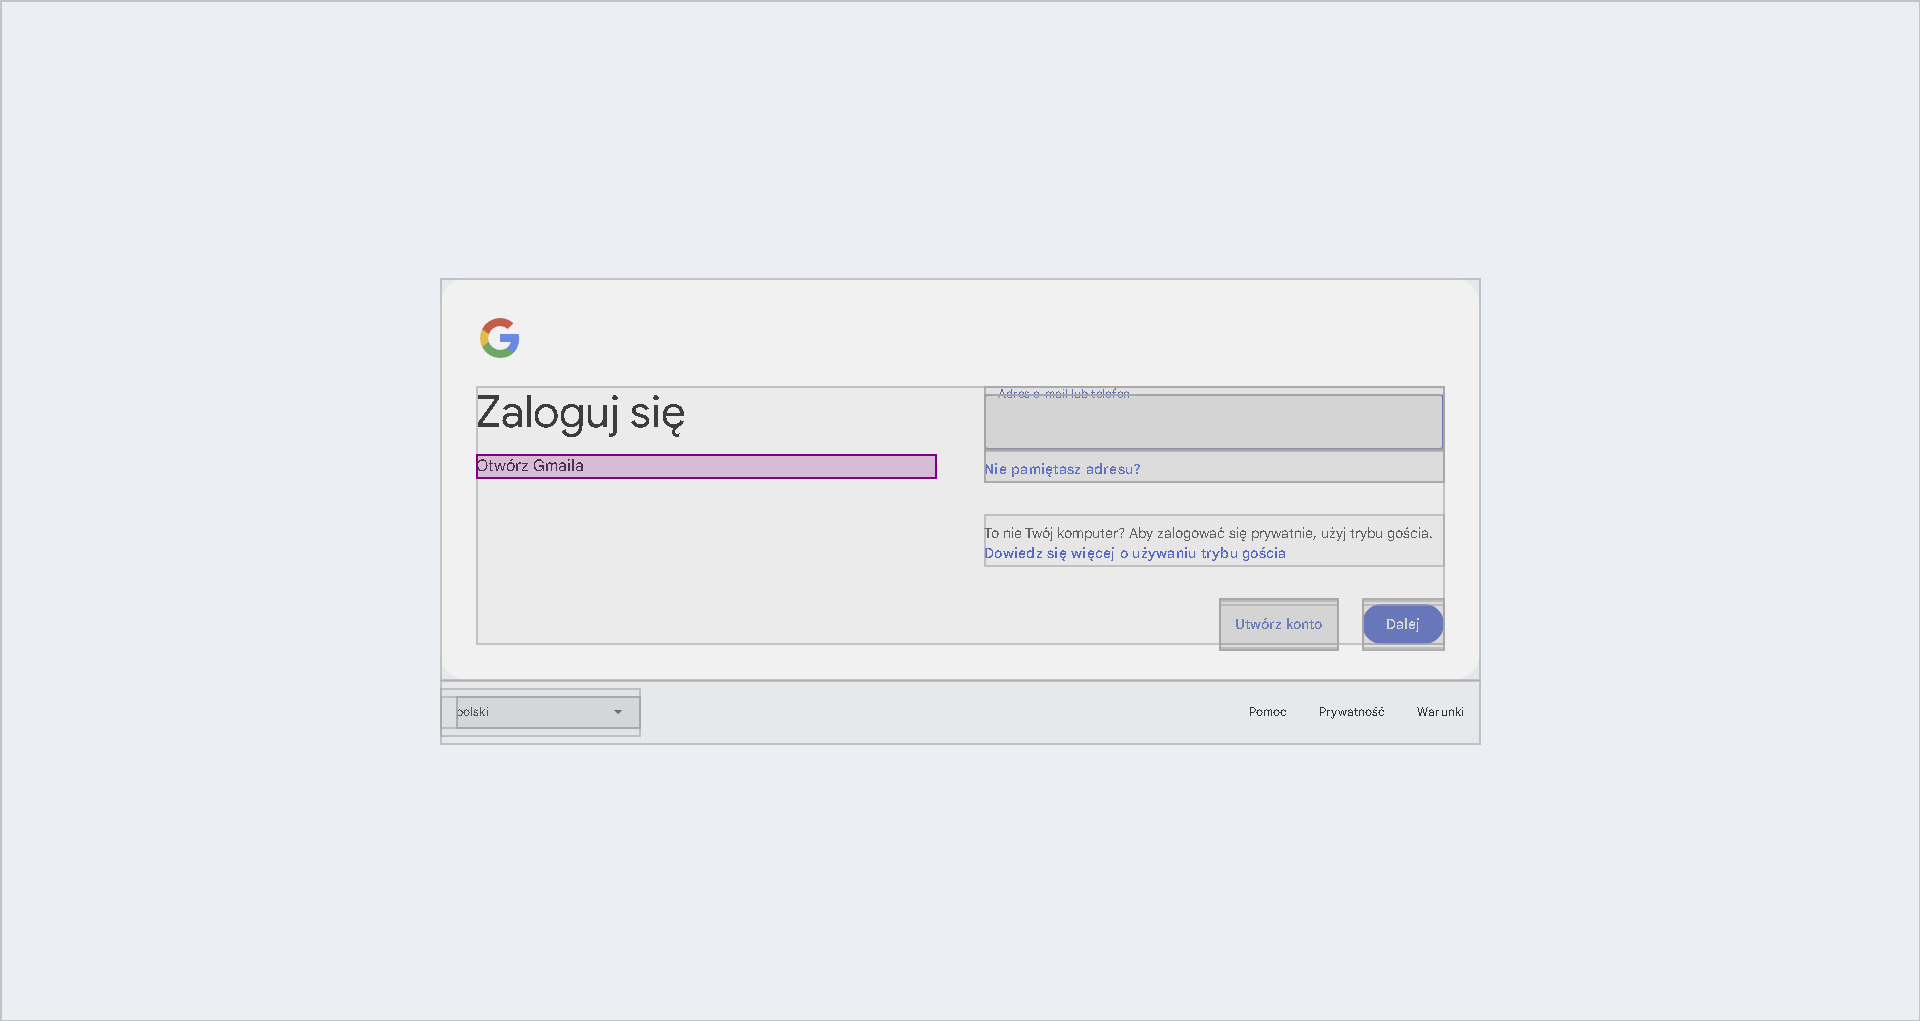 Zaloguj się
Otwórz Gmaila
Adres e-mail lub telefon
Nie pamiętasz adresu?
To nie Twój komputer? Aby zalogować się prywatnie, użyj trybu gościa.
Dowiedz się więcej o używaniu trybu gościa
Utwórz konto
Dalej
polski
Pomoc
Prywatność
Warunki